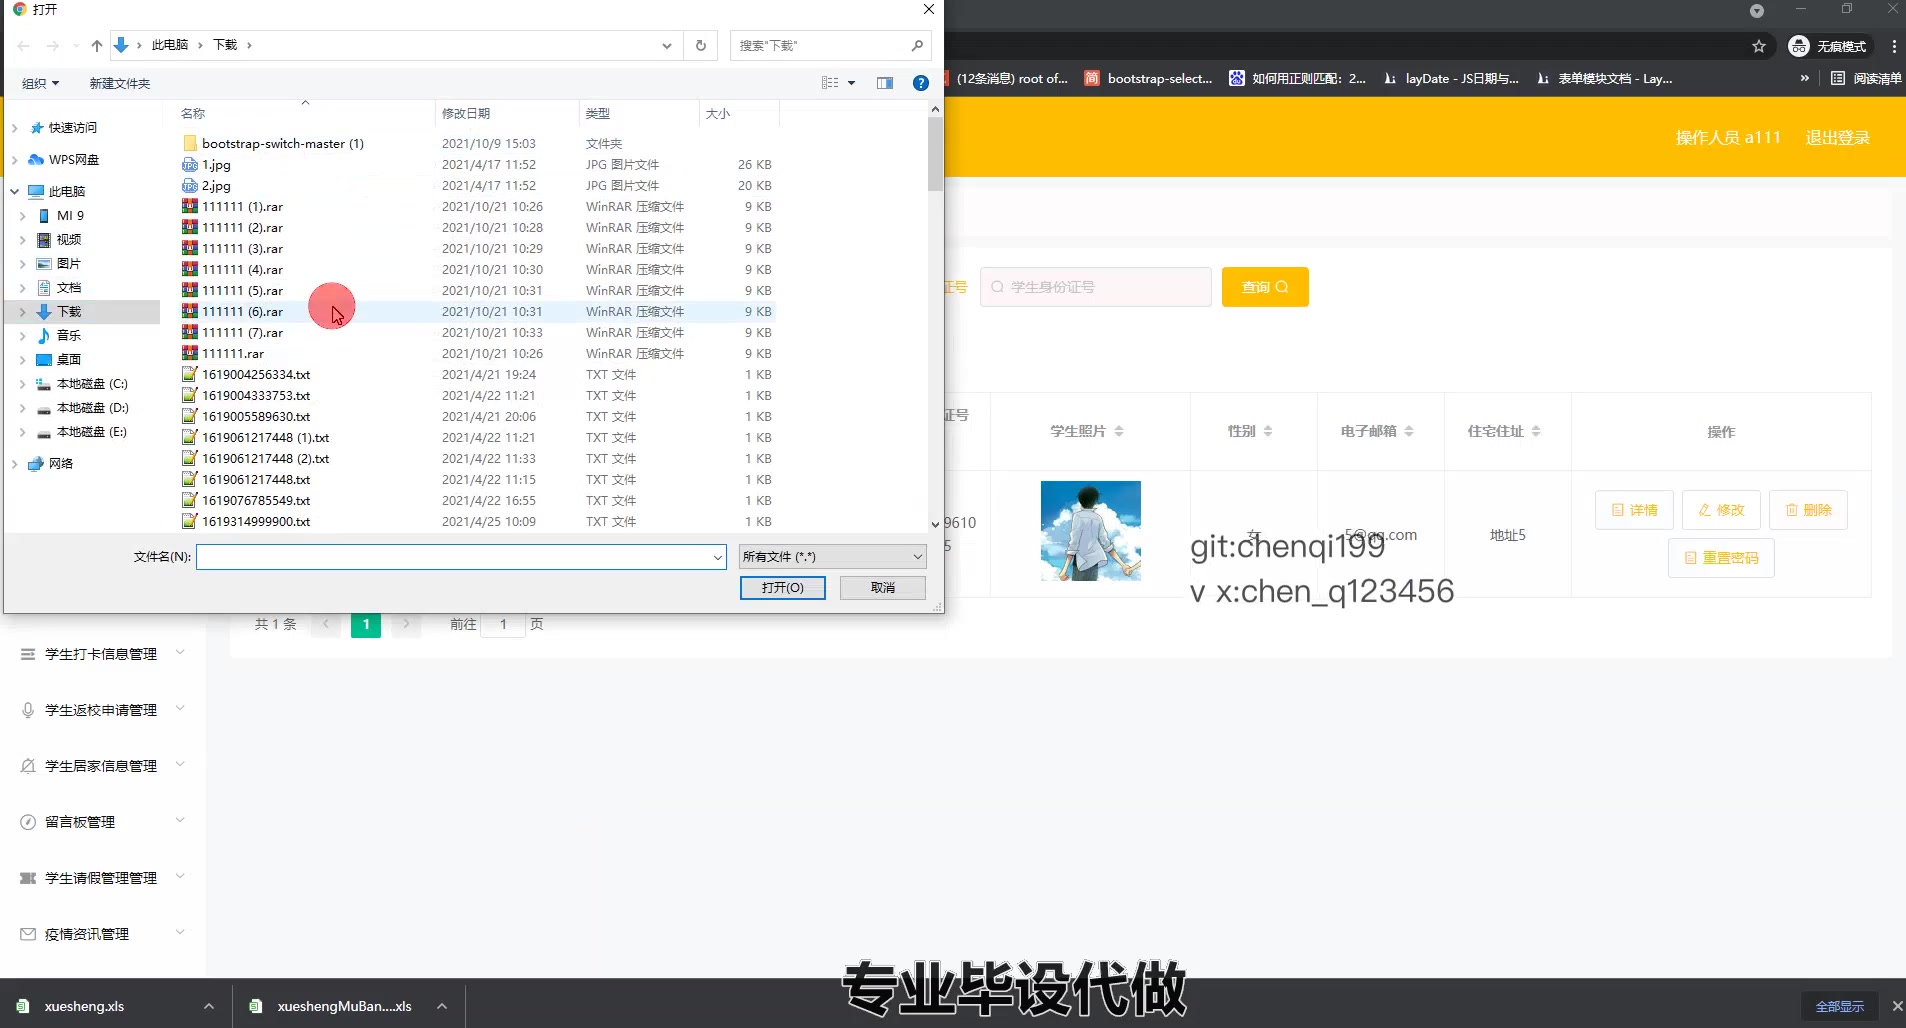 打开
此电脑 › 下载 ›
搜索"下载"
组织
新建文件夹
快速访问
WPS网盘
此电脑
MI 9
视频
图片
文档
下载
音乐
桌面
本地磁盘 (C:)
本地磁盘 (D:)
本地磁盘 (E:)
网络
名称 修改日期 类型 大小
bootstrap-switch-master (1) 2021/10/9 15:03 文件夹
1.jpg 2021/4/17 11:52 JPG 图片文件 26 KB
2.jpg 2021/4/17 11:52 JPG 图片文件 20 KB
111111 (1).rar 2021/10/21 10:26 WinRAR 压缩文件 9 KB
111111 (2).rar 2021/10/21 10:28 WinRAR 压缩文件 9 KB
111111 (3).rar 2021/10/21 10:29 WinRAR 压缩文件 9 KB
111111 (4).rar 2021/10/21 10:30 WinRAR 压缩文件 9 KB
111111 (5).rar 2021/10/21 10:31 WinRAR 压缩文件 9 KB
111111 (6).rar 2021/10/21 10:31 WinRAR 压缩文件 9 KB
111111 (7).rar 2021/10/21 10:33 WinRAR 压缩文件 9 KB
111111.rar 2021/10/21 10:26 WinRAR 压缩文件 9 KB
1619004256334.txt 2021/4/21 19:24 TXT 文件 1 KB
1619004333753.txt 2021/4/22 11:21 TXT 文件 1 KB
1619005589630.txt 2021/4/21 20:06 TXT 文件 1 KB
1619061217448 (1).txt 2021/4/22 11:21 TXT 文件 1 KB
1619061217448 (2).txt 2021/4/22 11:33 TXT 文件 1 KB
1619061217448.txt 2021/4/22 11:15 TXT 文件 1 KB
1619076785549.txt 2021/4/22 16:55 TXT 文件 1 KB
1619314999900.txt 2021/4/25 10:09 TXT 文件 1 KB
文件名(N):
所有文件 (*.*)
打开(O) 取消
无痕模式
(12条消息) root of... 简 bootstrap-select... 如何用正则匹配：2... layDate - JS日期与... 表单模块文档 - Lay... » 阅读清单
操作人员 a111 退出登录
证号 学生身份证号 查询
证号 学生照片 性别 电子邮箱 住宅住址 操作
9610
5
女 5@qq.com 地址5
详情 修改 删除
重置密码
git:chenqi199
v x:chen_q123456
共 1 条 1 前往 1 页
学生打卡信息管理
学生返校申请管理
学生居家信息管理
留言板管理
学生请假管理管理
疫情资讯管理
专业毕设代做
xuesheng.xls
xueshengMuBan....xls
全部显示